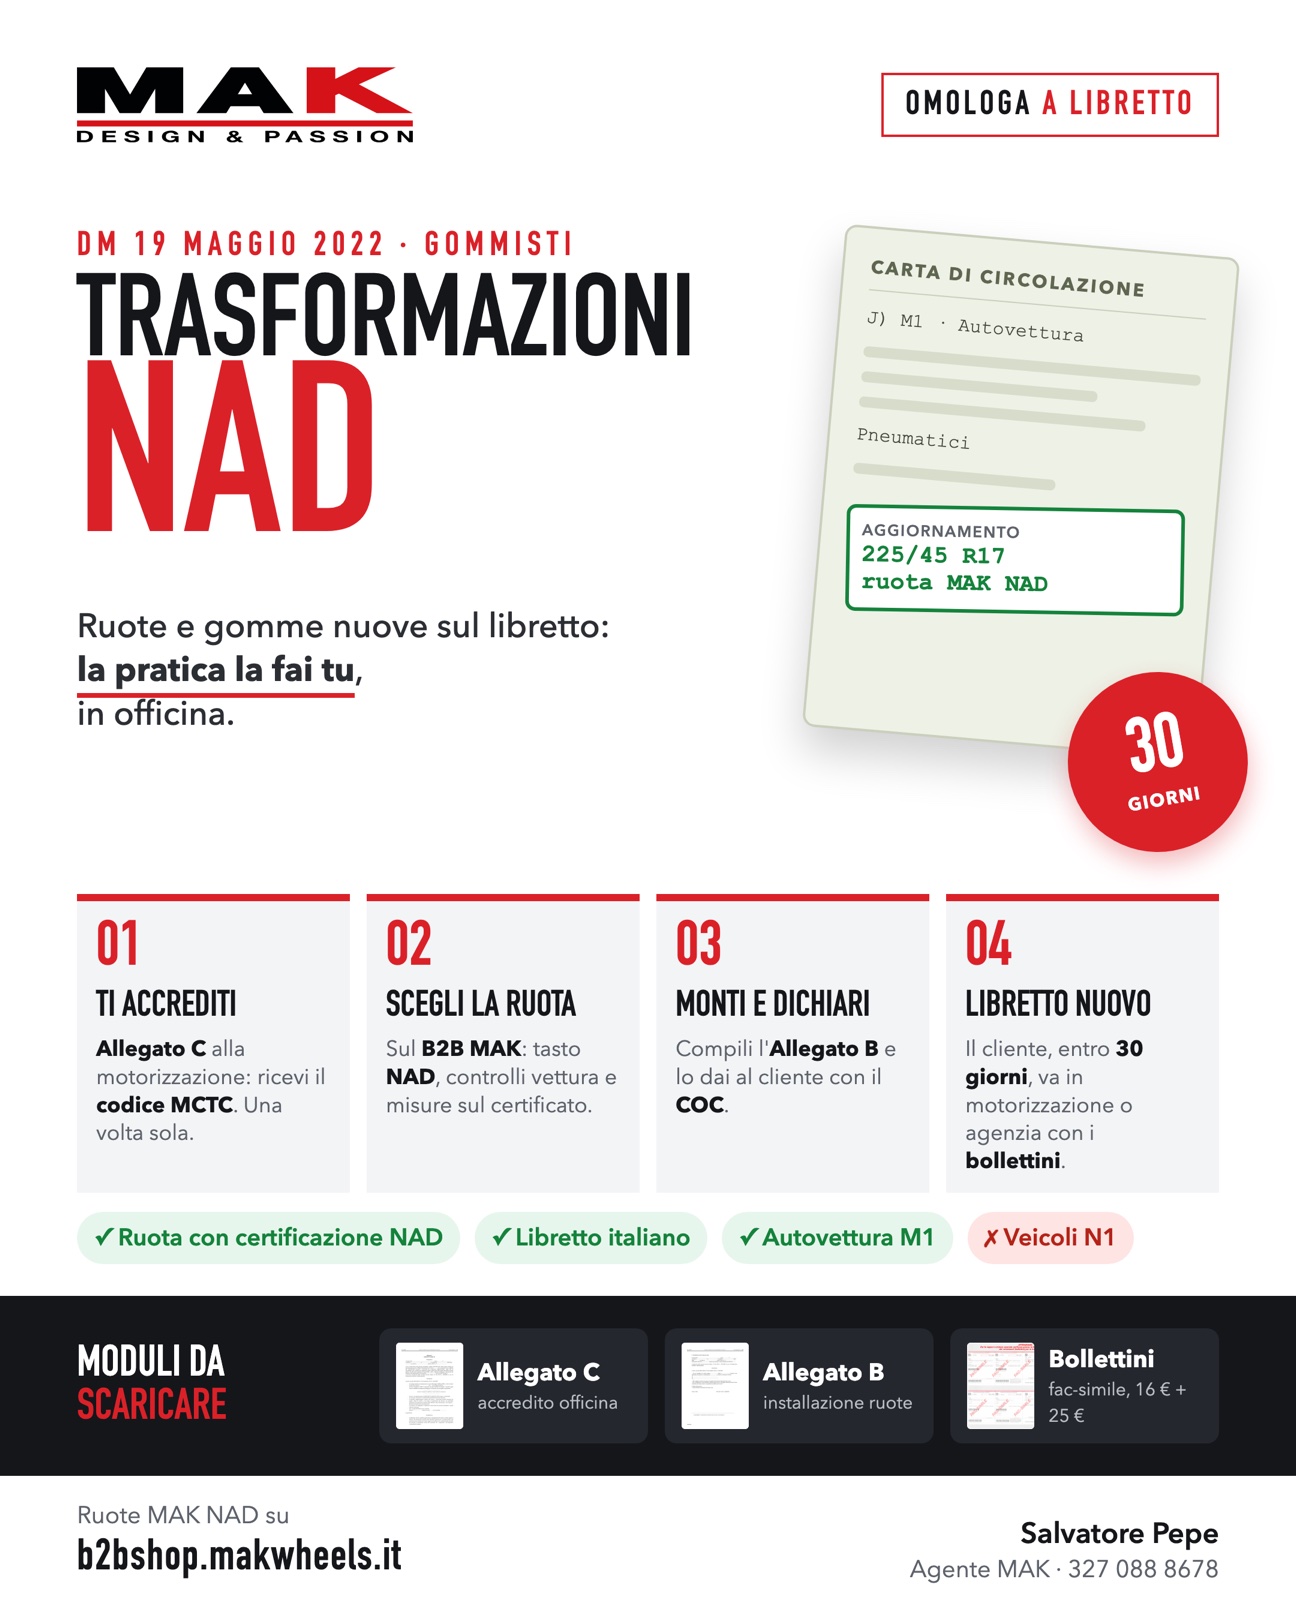 MAK
DESIGN & PASSION
OMOLOGA A LIBRETTO
DM 19 MAGGIO 2022 · GOMMISTI
TRASFORMAZIONI
NAD
Ruote e gomme nuove sul libretto:
la pratica la fai tu,
in officina.
CARTA DI CIRCOLAZIONE
J) M1 · Autovettura
Pneumatici
AGGIORNAMENTO
225/45 R17
ruota MAK NAD
30
GIORNI
01
TI ACCREDITI
Allegato C alla
motorizzazione: ricevi il
codice MCTC. Una
volta sola.
02
SCEGLI LA RUOTA
Sul B2B MAK: tasto
NAD, controlli vettura e
misure sul certificato.
03
MONTI E DICHIARI
Compili l'Allegato B e
lo dai al cliente con il
COC.
04
LIBRETTO NUOVO
Il cliente, entro 30
giorni, va in
motorizzazione o
agenzia con i
bollettini.
✓ Ruota con certificazione NAD
✓ Libretto italiano
✓ Autovettura M1
✗ Veicoli N1
MODULI DA
SCARICARE
Allegato C
accredito officina
Allegato B
installazione ruote
Bollettini
fac-simile, 16 € +
25 €
Ruote MAK NAD su
b2bshop.makwheels.it
Salvatore Pepe
Agente MAK · 327 088 8678